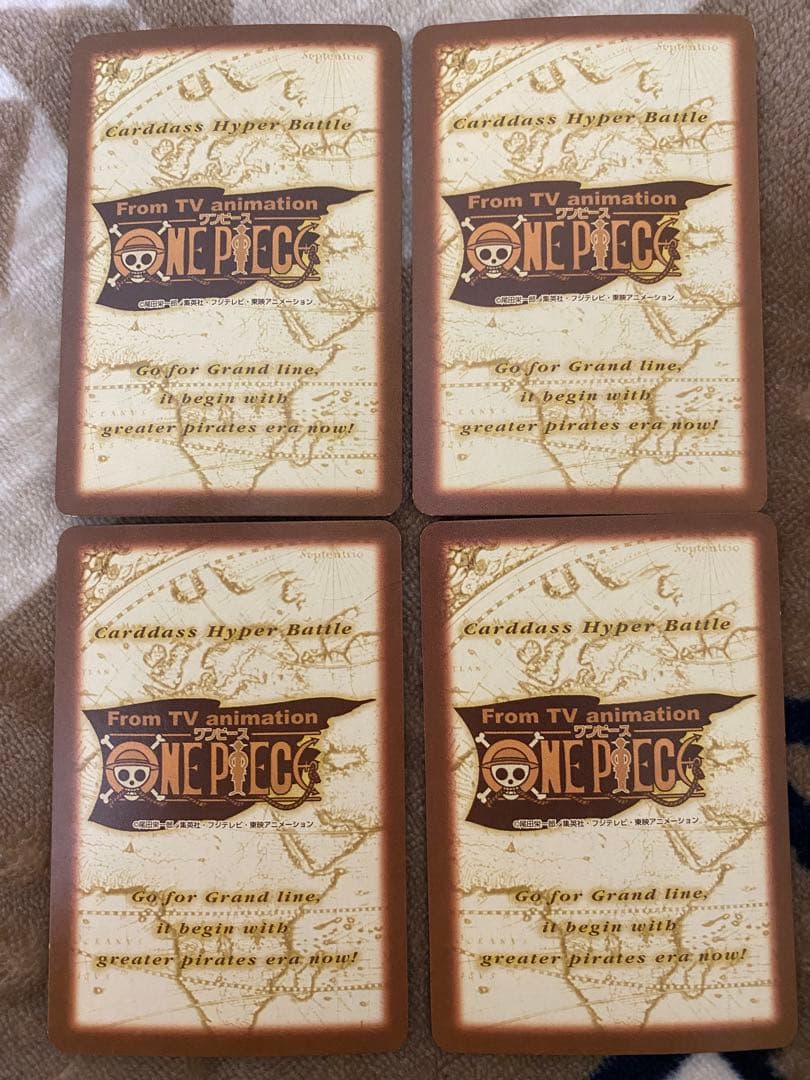 Septentrio
Carddass Hyper Battle
From TV animation
ワンピース
ONE PIECE
©尾田栄一郎／集英社・フジテレビ・東映アニメーション
Go for Grand line,
it begin with
greater pirates era now!
Septentrio
Carddass Hyper Battle
From TV animation
ワンピース
ONE PIECE
©尾田栄一郎／集英社・フジテレビ・東映アニメーション
Go for Grand line,
it begin with
greater pirates era now!
Septentrio
Carddass Hyper Battle
From TV animation
ワンピース
ONE PIECE
©尾田栄一郎／集英社・フジテレビ・東映アニメーション
Go for Grand line,
it begin with
greater pirates era now!
Septentrio
Carddass Hyper Battle
From TV animation
ワンピース
ONE PIECE
©尾田栄一郎／集英社・フジテレビ・東映アニメーション
Go for Grand line,
it begin with
greater pirates era now!